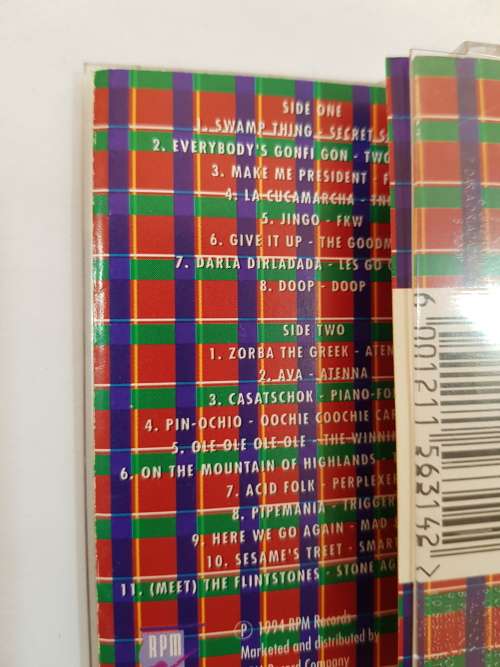 SIDE ONE
1. SWAMP THING - SECRET
2. EVERYBODY'S GONFI GON - TWO
3. MAKE ME PRESIDENT - F
4. LA CUCAMARCHA -
5. JINGO - FKW
6. GIVE IT UP - THE GOODM
7. DARLA DIRLADADA - LES GO
8. DOOP - DOOP
SIDE TWO
1. ZORBA THE GREEK - ATEN
2. AVA - ATENNA
3. CASATSCHOK - PIANO-FO
4. PIN-OCHIO - OOCHIE COOCHIE CAR
5. OLE OLE OLE OLE - THE WINNI
6. ON THE MOUNTAIN OF HIGHLANDS -
7. ACID FOLK - PERPLEXE
8. PIPEMANIA - TRIGGER
9. HERE WE GO AGAIN - MAD
10. SESAME'S TREET - SMAR
11. (MEET) THE FLINTSTONES - STONE AG
℗ 1994 RPM Records
Marketed and distributed by
Record Company
RPM
6 001211 563142 >